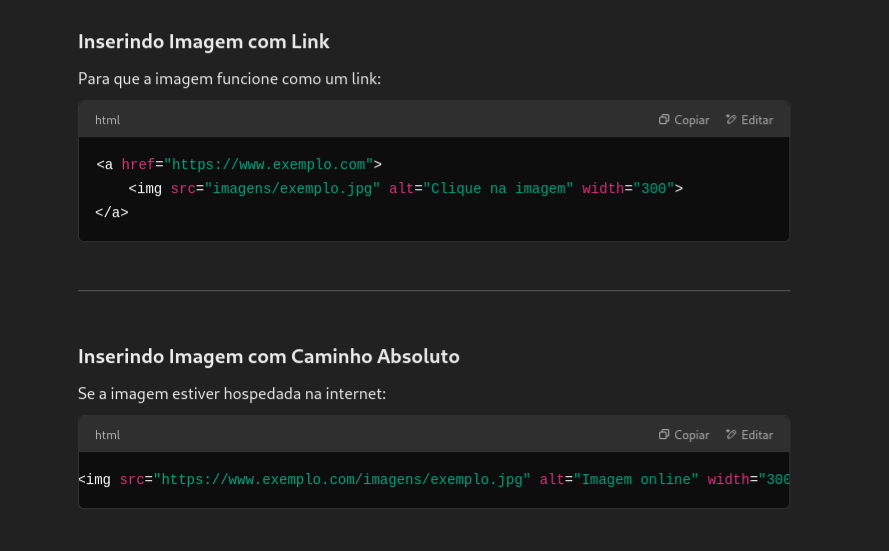 Inserindo Imagem com Link
Para que a imagem funcione como um link:
html Copiar Editar
<a href="https://www.exemplo.com">
    <img src="imagens/exemplo.jpg" alt="Clique na imagem" width="300">
</a>
Inserindo Imagem com Caminho Absoluto
Se a imagem estiver hospedada na internet:
html Copiar Editar
<img src="https://www.exemplo.com/imagens/exemplo.jpg" alt="Imagem online" width="300